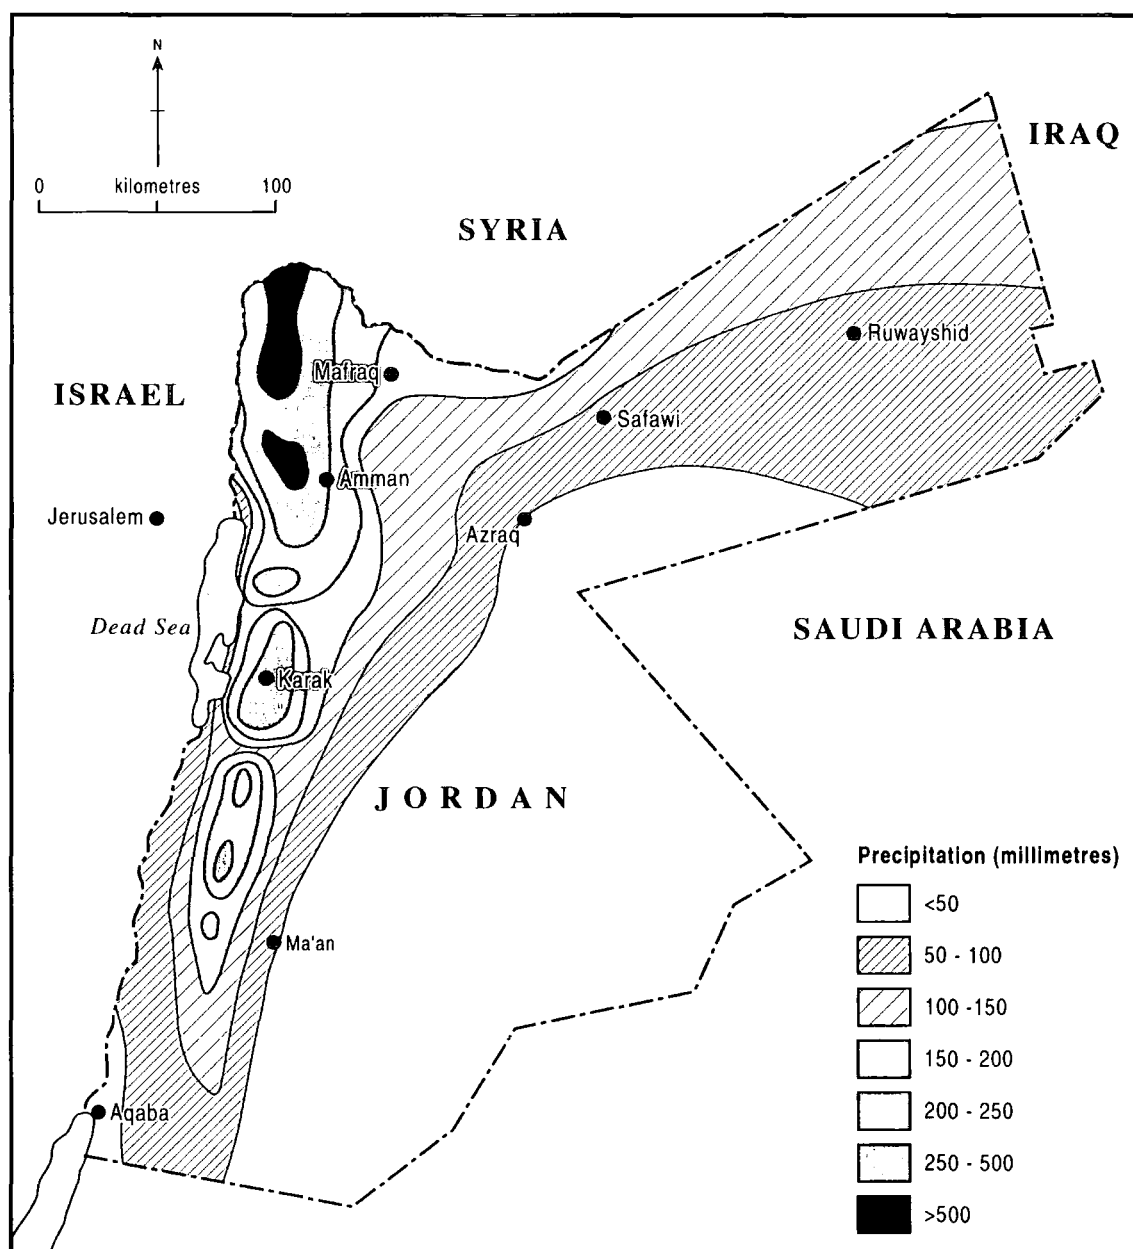 N
0 kilometres 100
IRAQ
SYRIA
ISRAEL
Mafraq
Ruwayshid
Safawi
Amman
Jerusalem
Azraq
Dead Sea
SAUDI ARABIA
Karak
JORDAN
Ma'an
Aqaba
Precipitation (millimetres)
<50
50 - 100
100 -150
150 - 200
200 - 250
250 - 500
>500